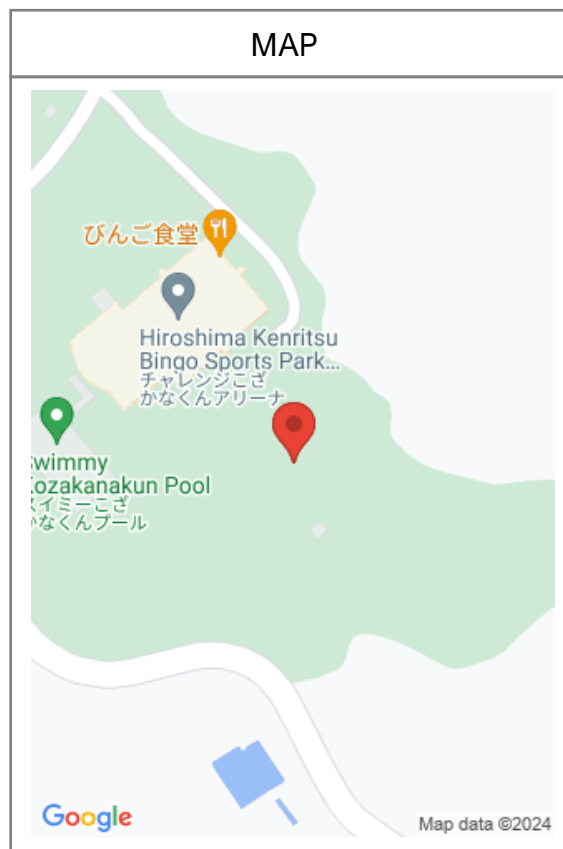 MAP
びんご食堂
Hiroshima Kenritsu
Bingo Sports Park...
チャレンジこざ
かなくんアリーナ
Swimmy
Kozakanakun Pool
スイミーこざ
かなくんプール
Google
Map data ©2024